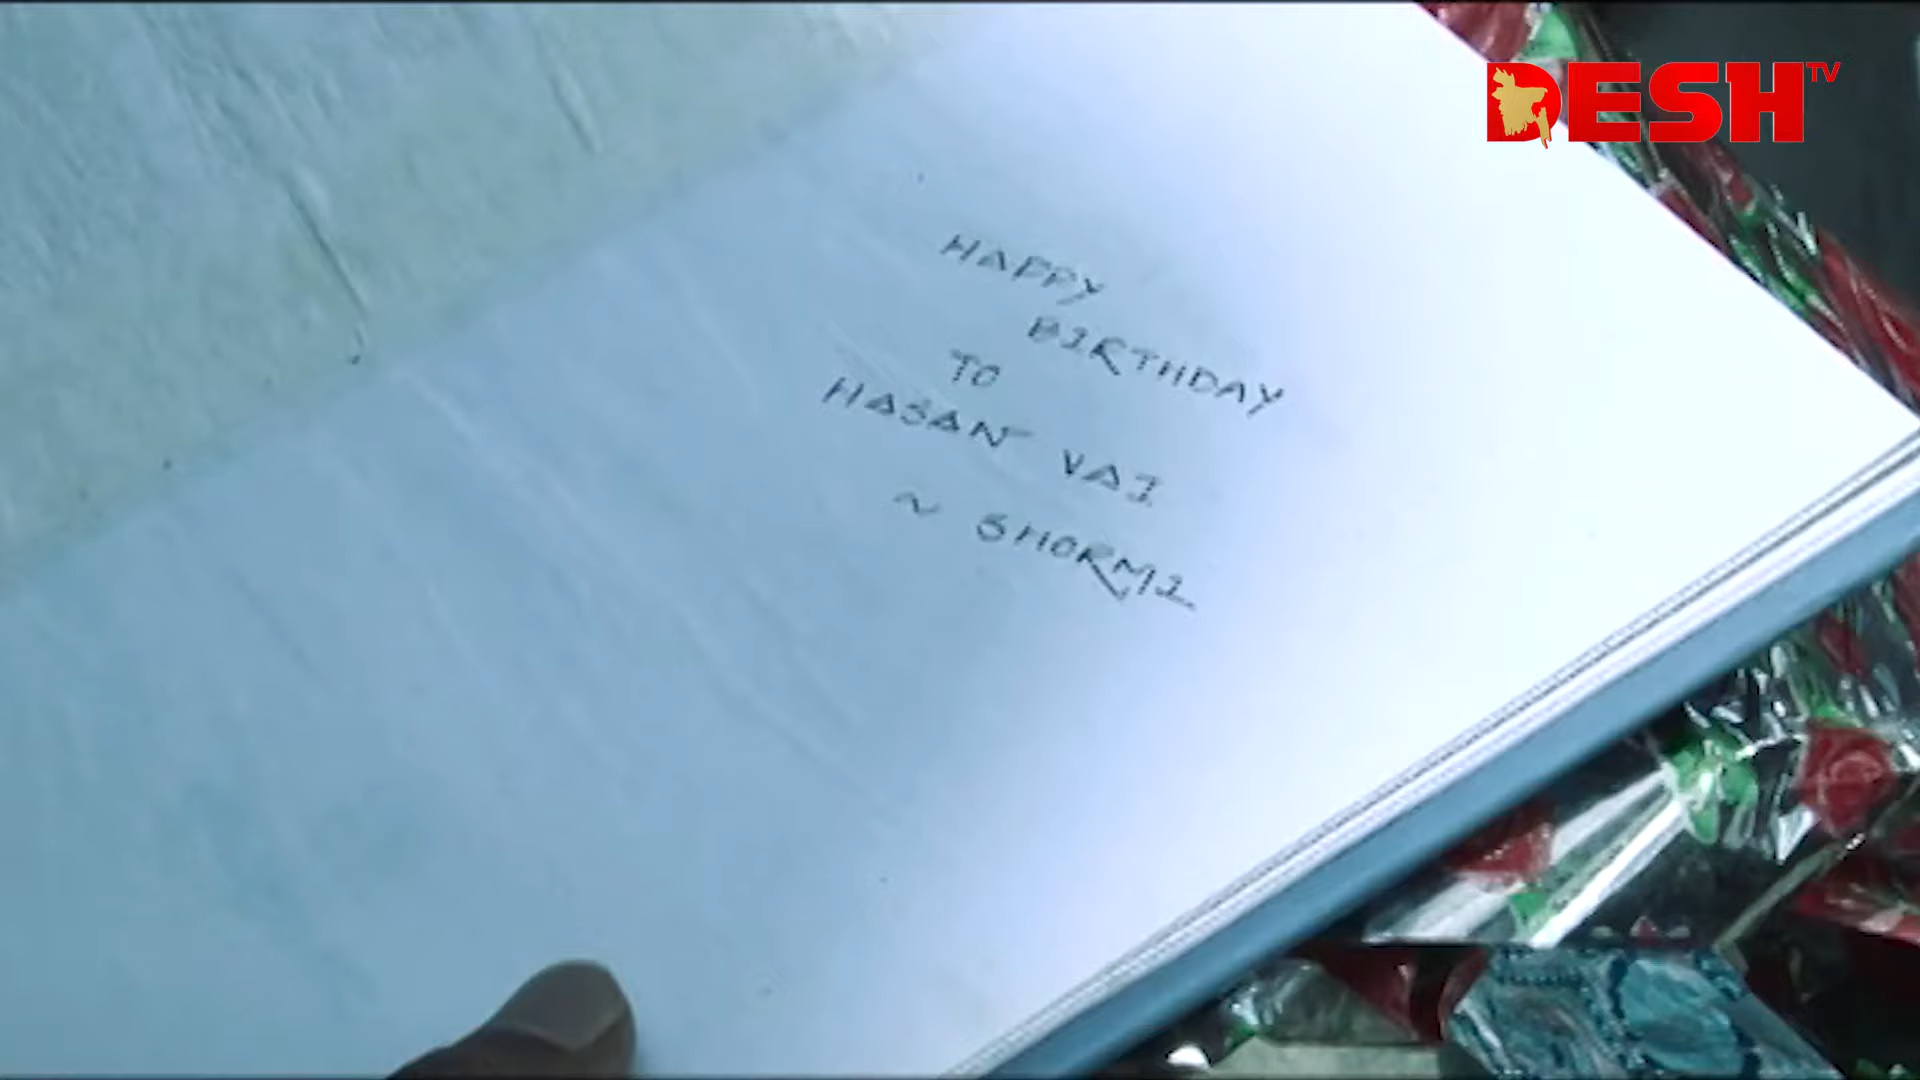 DESH TV
HAPPY
BIRTHDAY
TO
HASAN VAI
~ SHORMI